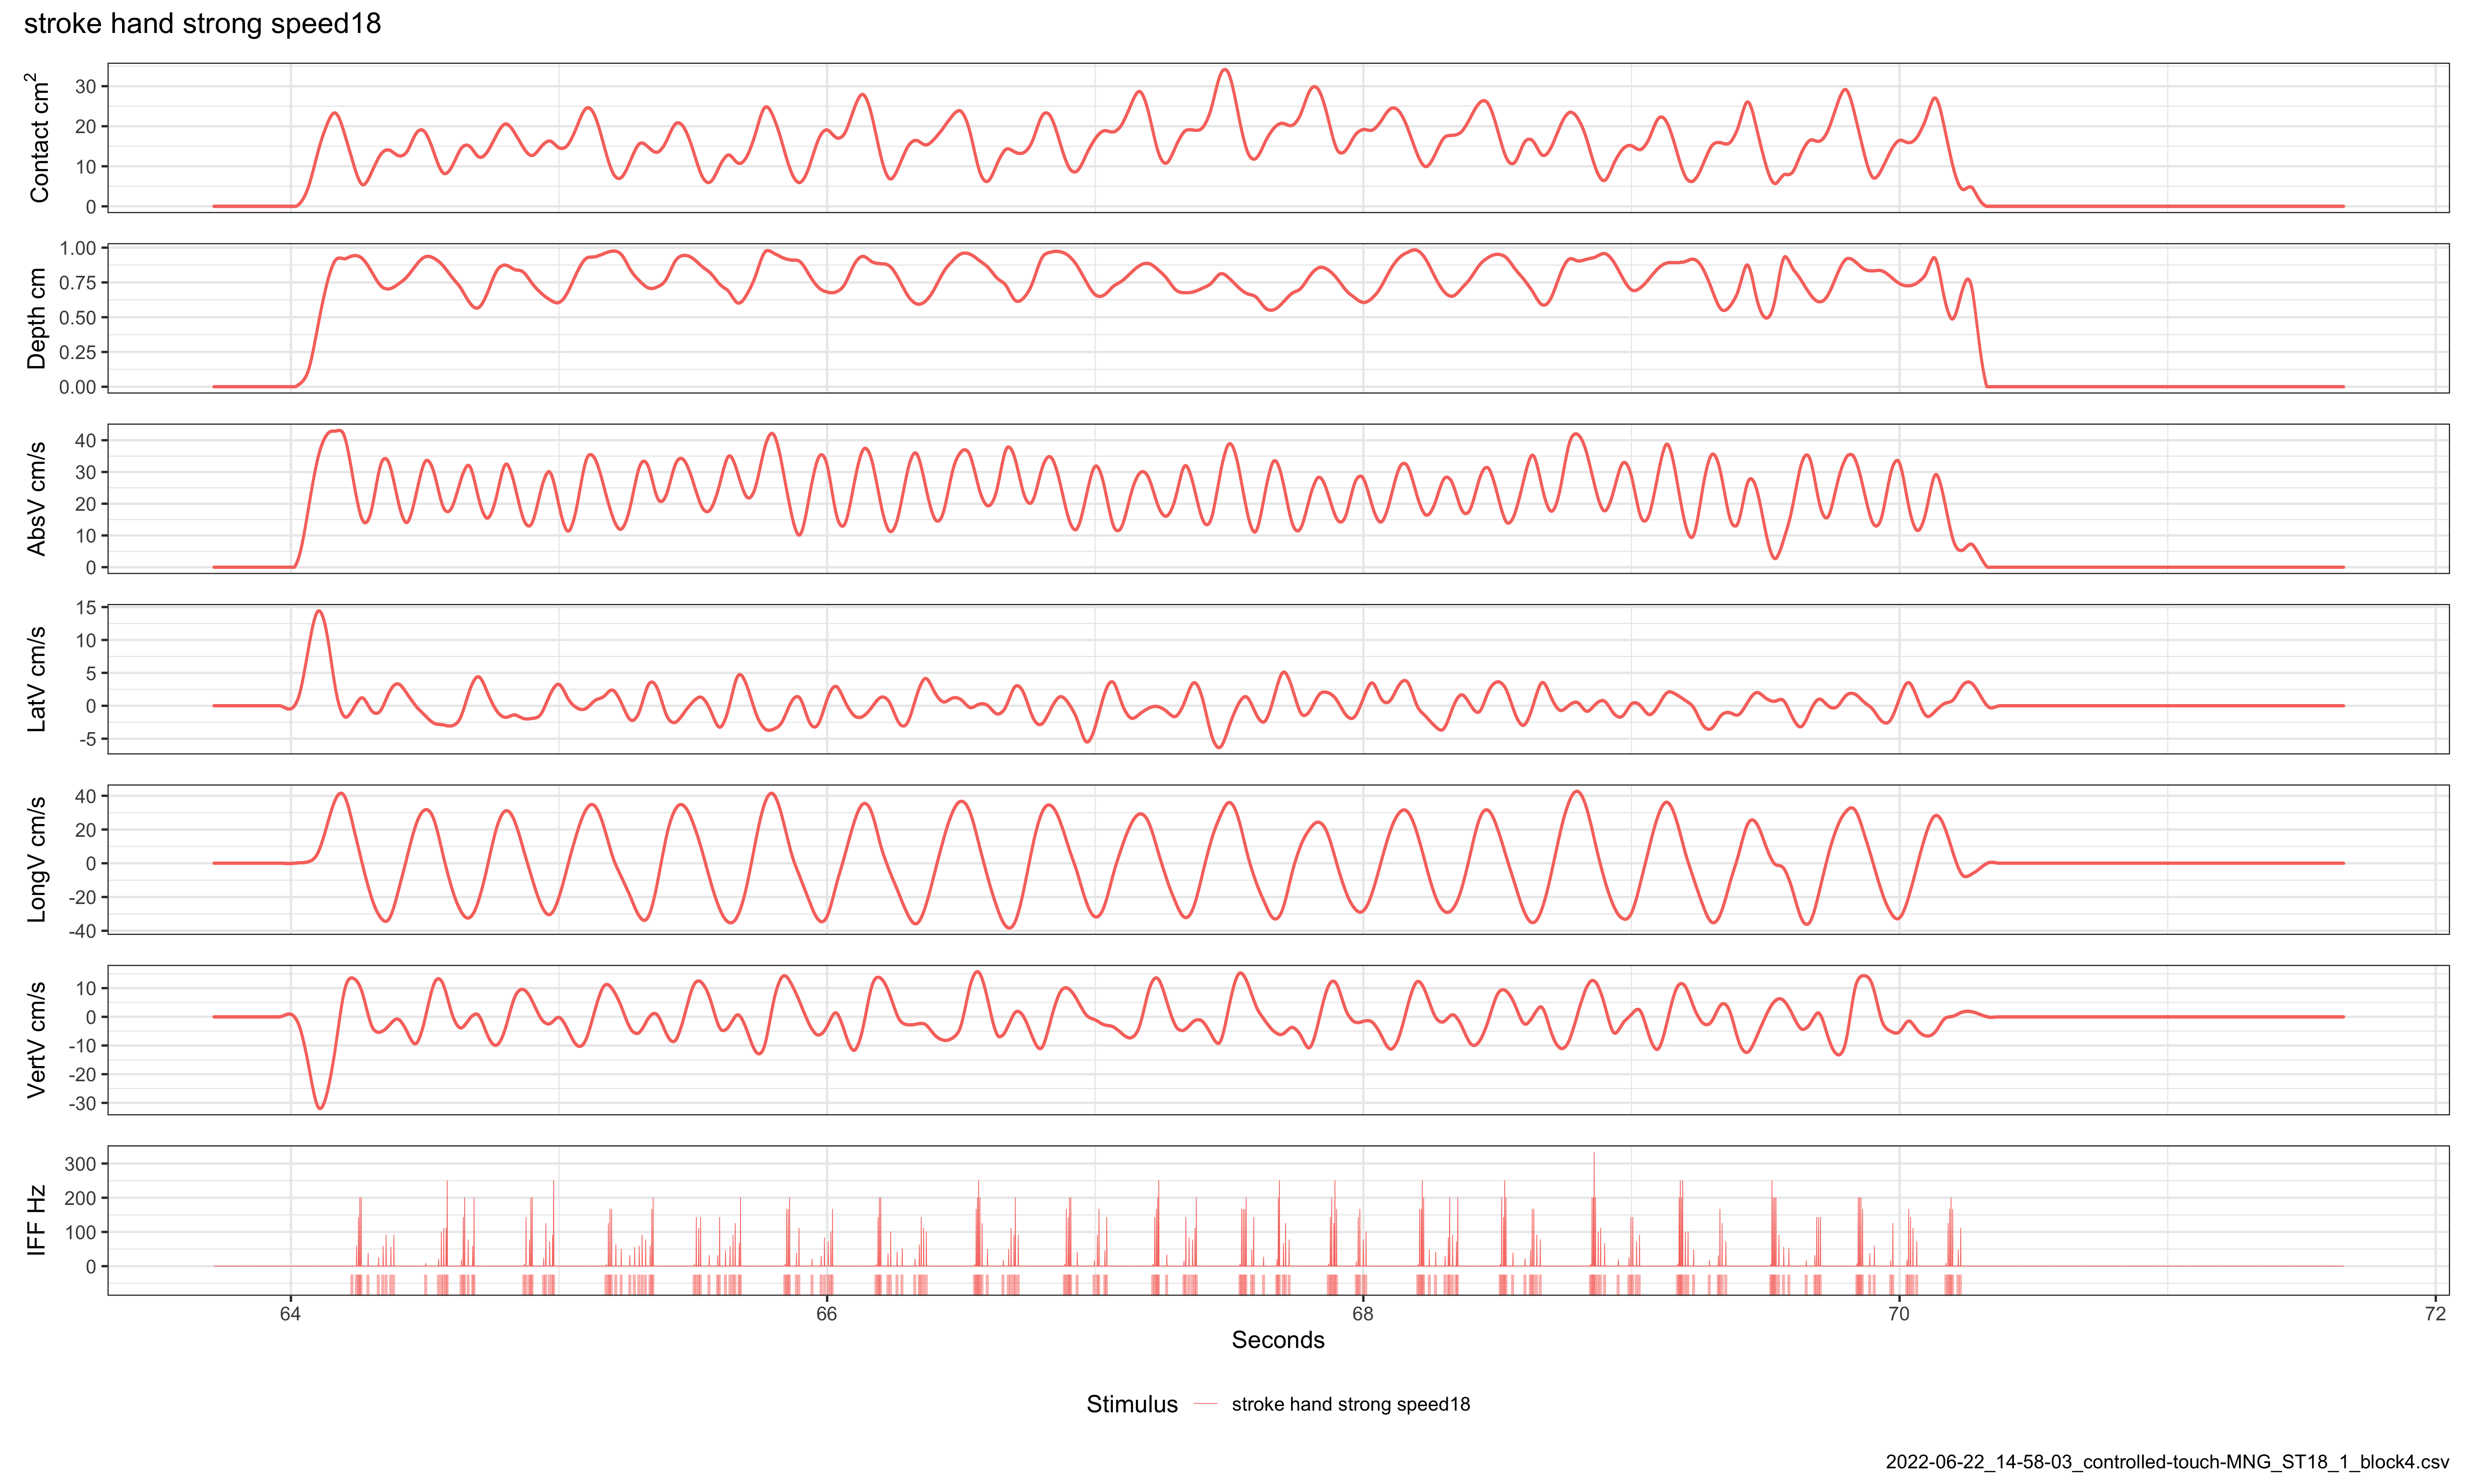 stroke hand strong speed18
Contact cm²
30
20
10
0
Depth cm
1.00
0.75
0.50
0.25
0.00
AbsV cm/s
40
30
20
10
0
LatV cm/s
15
10
5
0
-5
LongV cm/s
40
20
0
-20
-40
VertV cm/s
10
0
-10
-20
-30
IFF Hz
300
200
100
0
64 66 68 70 72
Seconds
Stimulus stroke hand strong speed18
2022-06-22_14-58-03_controlled-touch-MNG_ST18_1_block4.csv